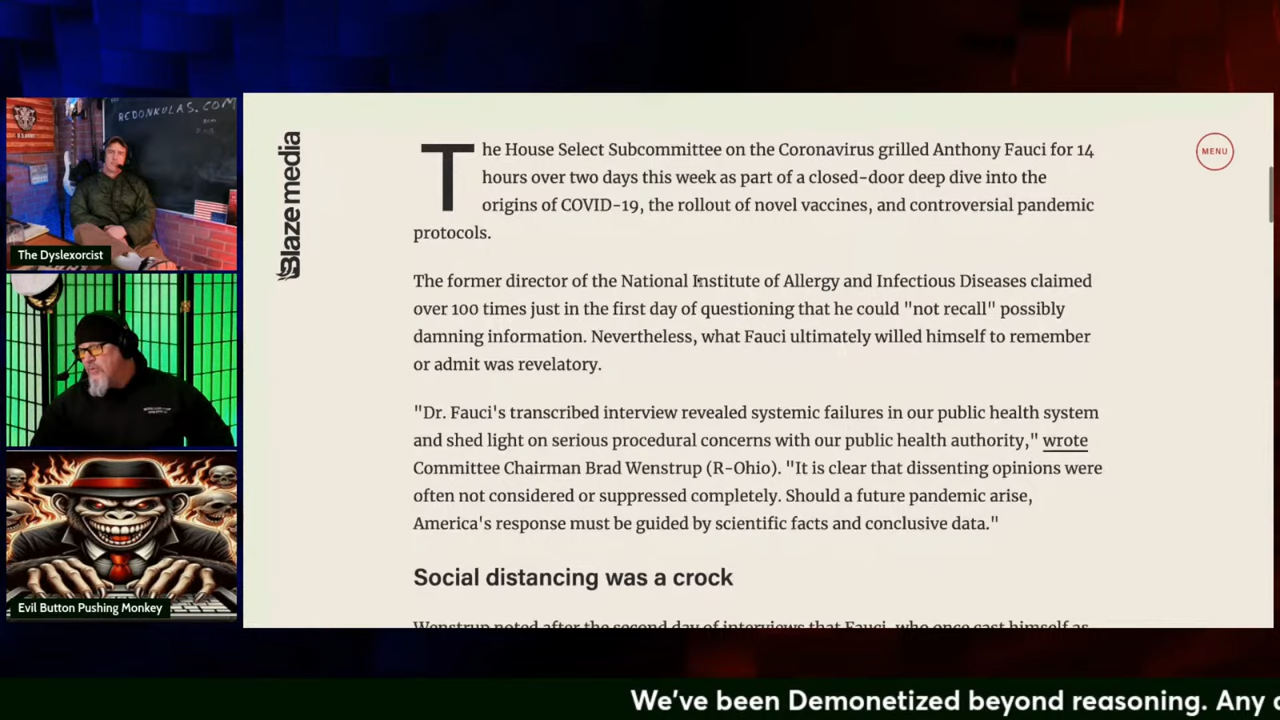 REDONKULAS.COM
The Dyslexorcist
Evil Button Pushing Monkey
Blaze media
MENU
The House Select Subcommittee on the Coronavirus grilled Anthony Fauci for 14
hours over two days this week as part of a closed-door deep dive into the
origins of COVID-19, the rollout of novel vaccines, and controversial pandemic
protocols.
The former director of the National Institute of Allergy and Infectious Diseases claimed
over 100 times just in the first day of questioning that he could "not recall" possibly
damning information. Nevertheless, what Fauci ultimately willed himself to remember
or admit was revelatory.
"Dr. Fauci's transcribed interview revealed systemic failures in our public health system
and shed light on serious procedural concerns with our public health authority," wrote
Committee Chairman Brad Wenstrup (R-Ohio). "It is clear that dissenting opinions were
often not considered or suppressed completely. Should a future pandemic arise,
America's response must be guided by scientific facts and conclusive data."
Social distancing was a crock
Wenstrup noted after the second day of interviews that Fauci, who once cast himself as
We've been Demonetized beyond reasoning. Any